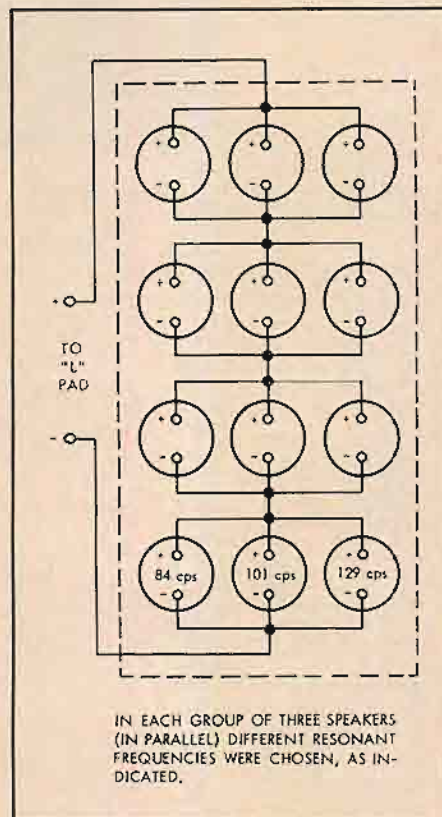 + + +
- - -
+ + +
- - -
+
TO
"L"
PAD
-
+ + +
- - -
+ + +
84 cps 101 cps 129 cps
- - -
IN EACH GROUP OF THREE SPEAKERS
(IN PARALLEL) DIFFERENT RESONANT
FREQUENCIES WERE CHOSEN, AS IN-
DICATED.